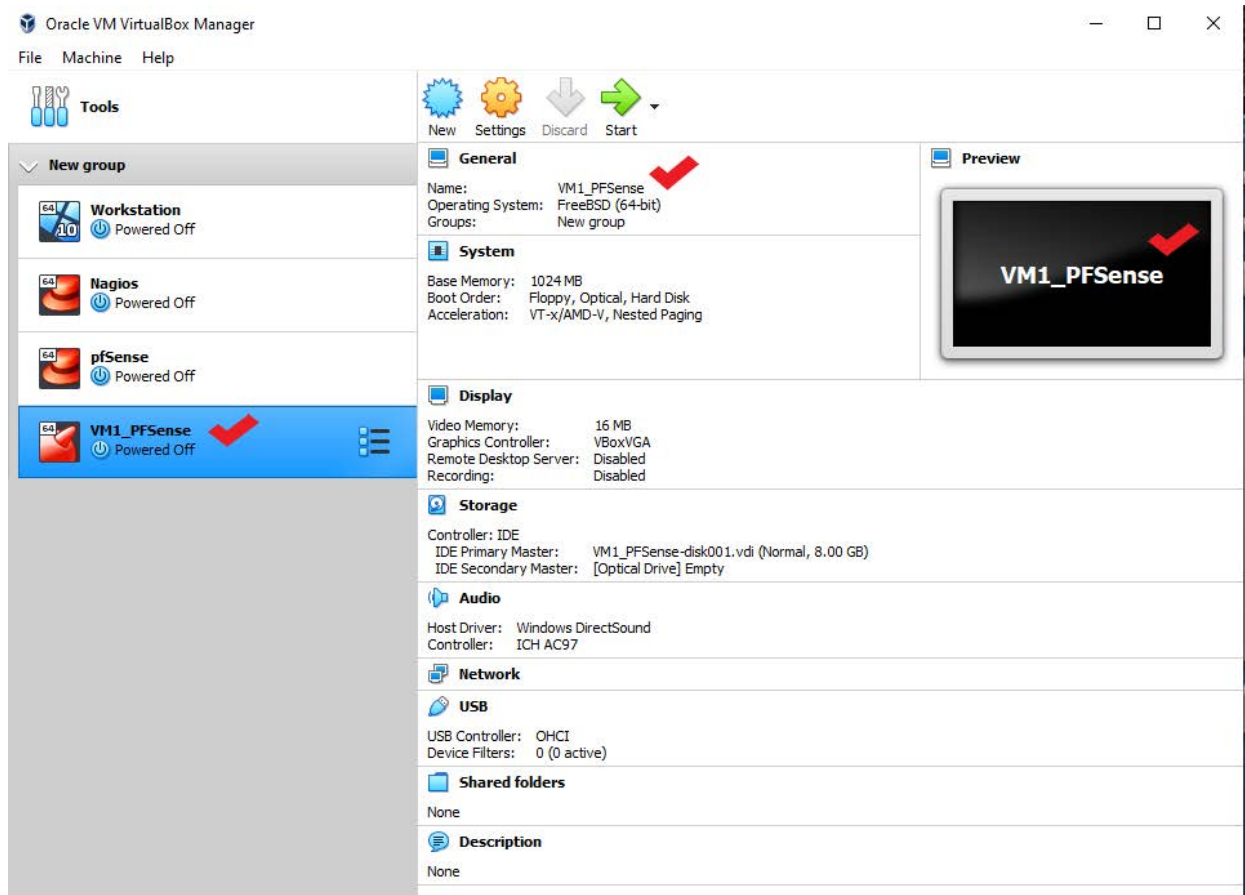 Oracle VM VirtualBox Manager
File Machine Help
Tools
New Settings Discard Start
New group
64 10 Workstation
Powered Off
64 Nagios
Powered Off
64 pfSense
Powered Off
64 VM1_PFSense
Powered Off
General
Name: VM1_PFSense
Operating System: FreeBSD (64-bit)
Groups: New group
System
Base Memory: 1024 MB
Boot Order: Floppy, Optical, Hard Disk
Acceleration: VT-x/AMD-V, Nested Paging
Preview
VM1_PFSense
Display
Video Memory: 16 MB
Graphics Controller: VBoxVGA
Remote Desktop Server: Disabled
Recording: Disabled
Storage
Controller: IDE
IDE Primary Master: VM1_PFSense-disk001.vdi (Normal, 8.00 GB)
IDE Secondary Master: [Optical Drive] Empty
Audio
Host Driver: Windows DirectSound
Controller: ICH AC97
Network
USB
USB Controller: OHCI
Device Filters: 0 (0 active)
Shared folders
None
Description
None